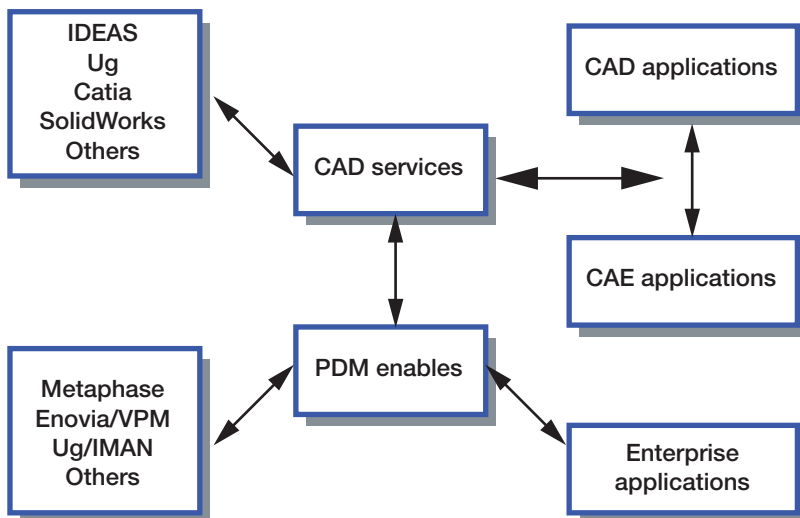 IDEAS
Ug
Catia
SolidWorks
Others
CAD services
CAD applications
CAE applications
PDM enables
Metaphase
Enovia/VPM
Ug/IMAN
Others
Enterprise
applications